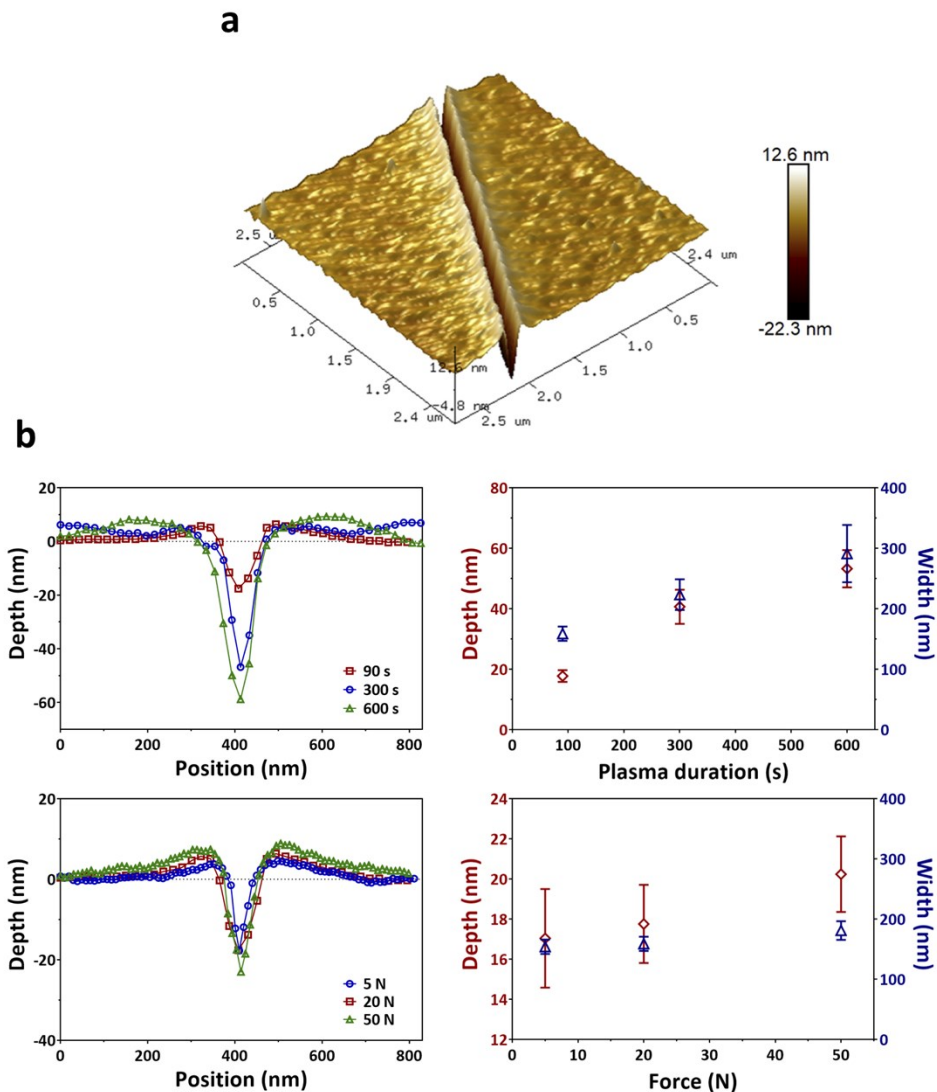 a
12.6 nm
-22.3 nm
2.5 u
0.5
1.0
1.5
1.9
2.4 um
12.6 nm
-4.8 nm
2.5 um
2.0
1.5
1.0
0.5
2.4 um
b
20
0
-20
-40
-60
Depth (nm)
90 s
300 s
600 s
0
200
400
600
800
Position (nm)
80
60
40
20
0
Depth (nm)
400
300
200
100
0
Width (nm)
0
100
200
300
400
500
600
Plasma duration (s)
20
0
-20
-40
Depth (nm)
5 N
20 N
50 N
0
200
400
600
800
Position (nm)
24
22
20
18
16
14
12
Depth (nm)
400
300
200
100
0
Width (nm)
0
10
20
30
40
50
Force (N)